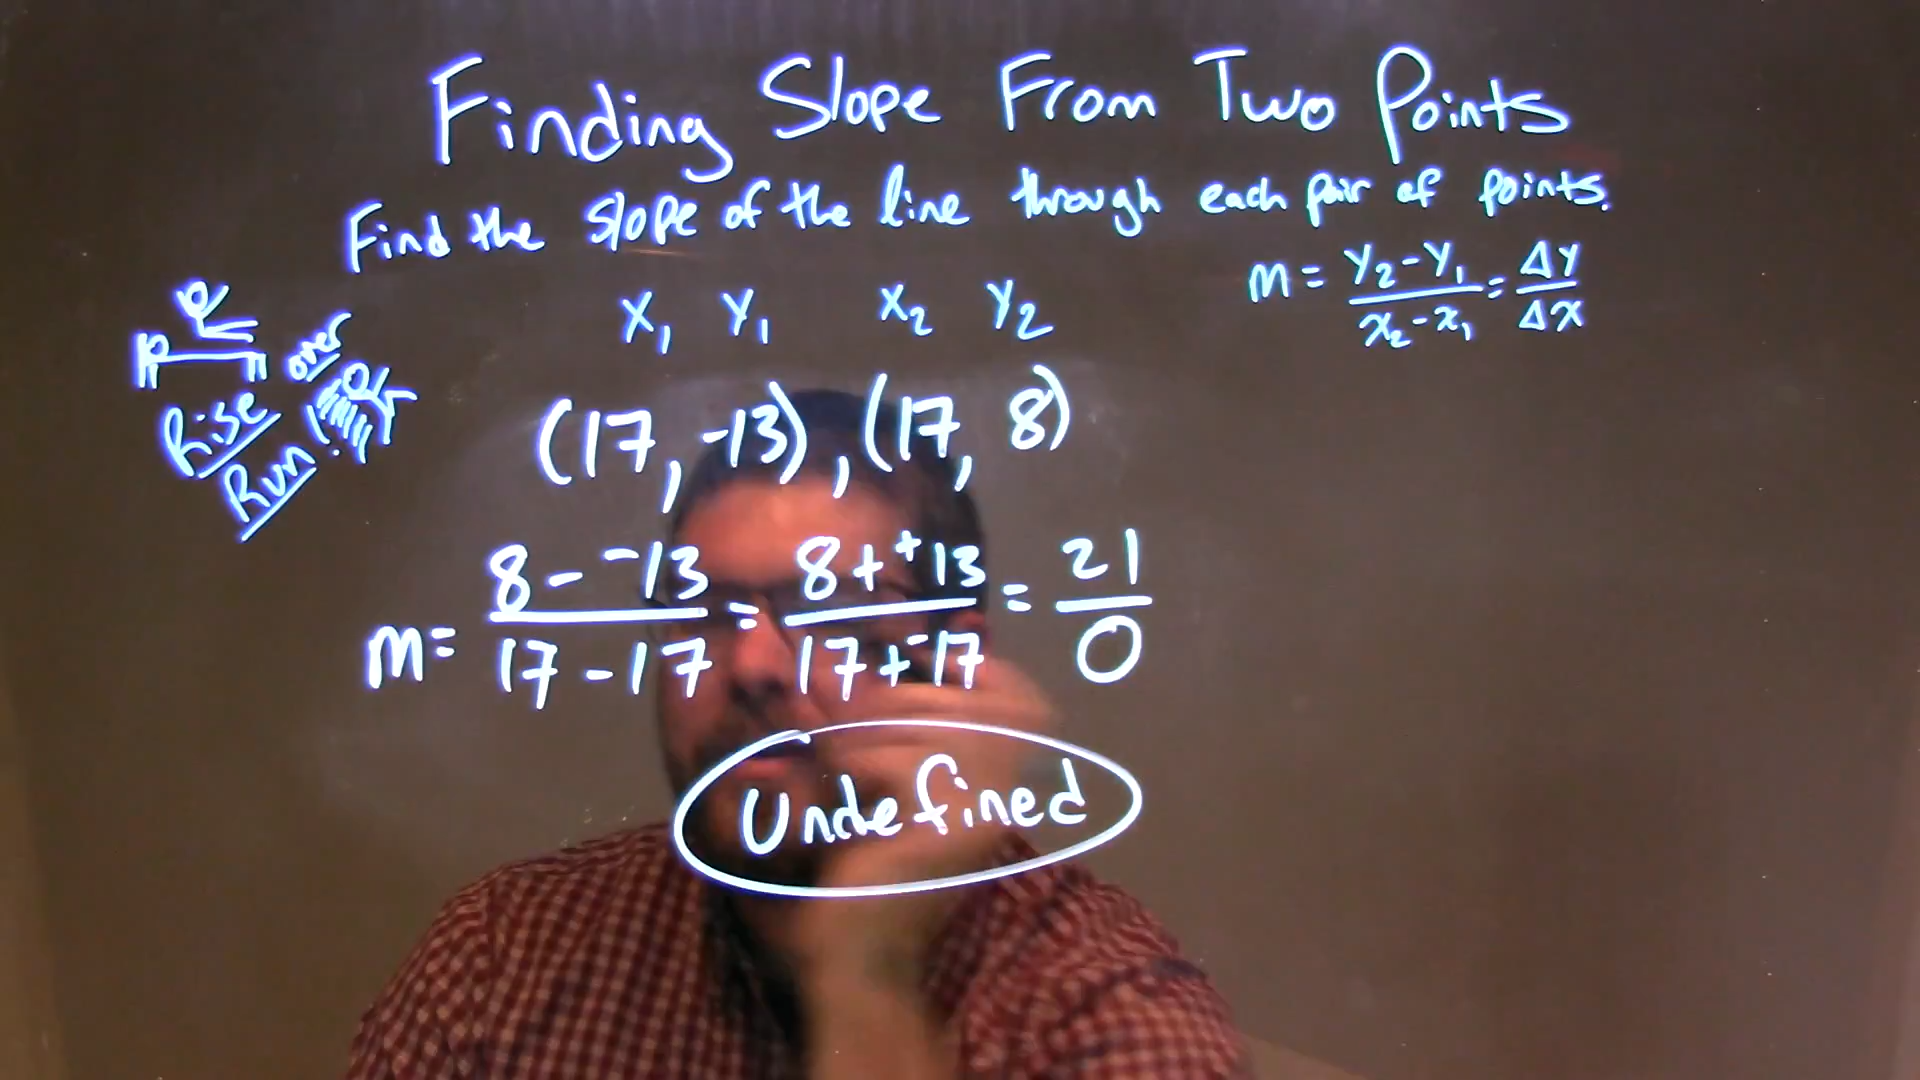 Finding Slope From Two Points
Find the slope of the line through each pair of points.
m = y₂-y₁/x₂-x₁ = Δy/Δx
x₁ y₁ x₂ y₂
over
Rise
Run
(17, -13), (17, 8)
m = 8--13/17-17 = 8++13/17+-17 = 21/0
Undefined